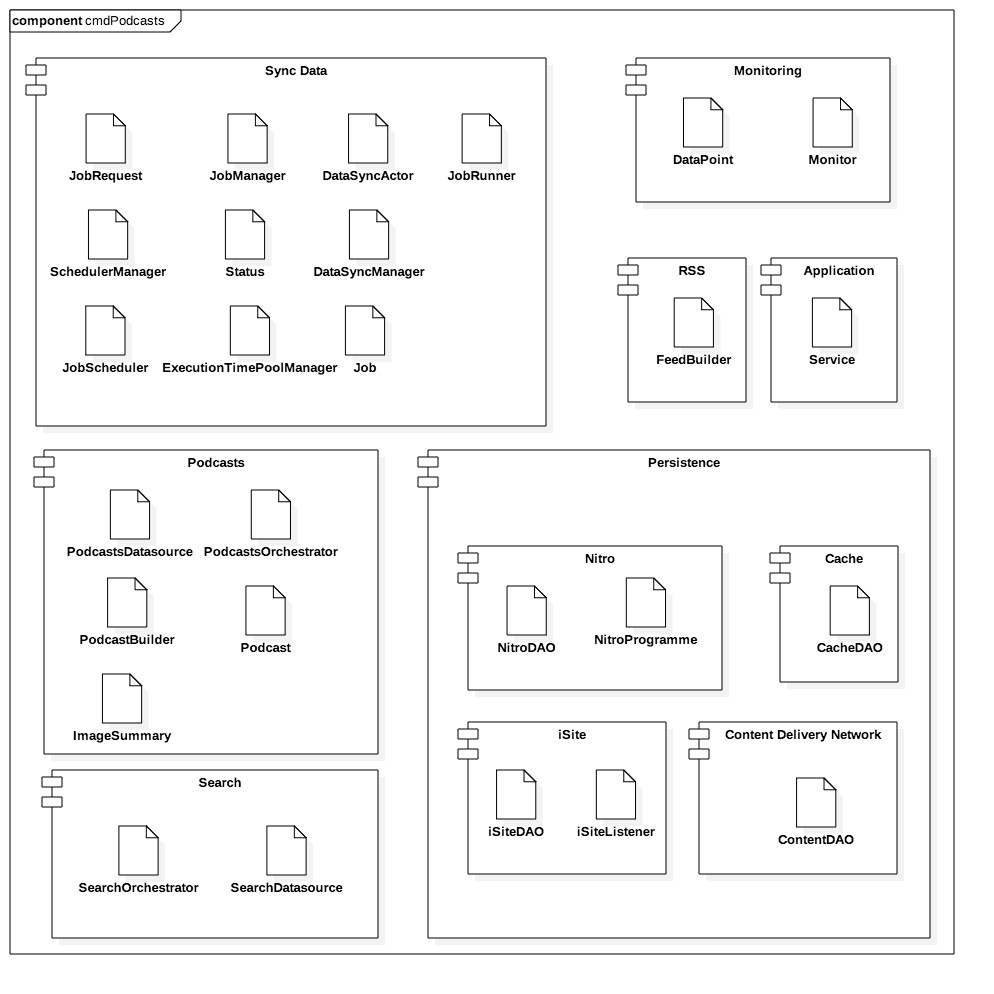 component cmdPodcasts
Sync Data
JobRequest
JobManager
DataSyncActor
JobRunner
SchedulerManager
Status
DataSyncManager
JobScheduler
ExecutionTimePoolManager
Job
Monitoring
DataPoint
Monitor
RSS
FeedBuilder
Application
Service
Podcasts
PodcastsDatasource
PodcastsOrchestrator
PodcastBuilder
Podcast
ImageSummary
Persistence
Nitro
NitroDAO
NitroProgramme
Cache
CacheDAO
iSite
iSiteDAO
iSiteListener
Content Delivery Network
ContentDAO
Search
SearchOrchestrator
SearchDatasource